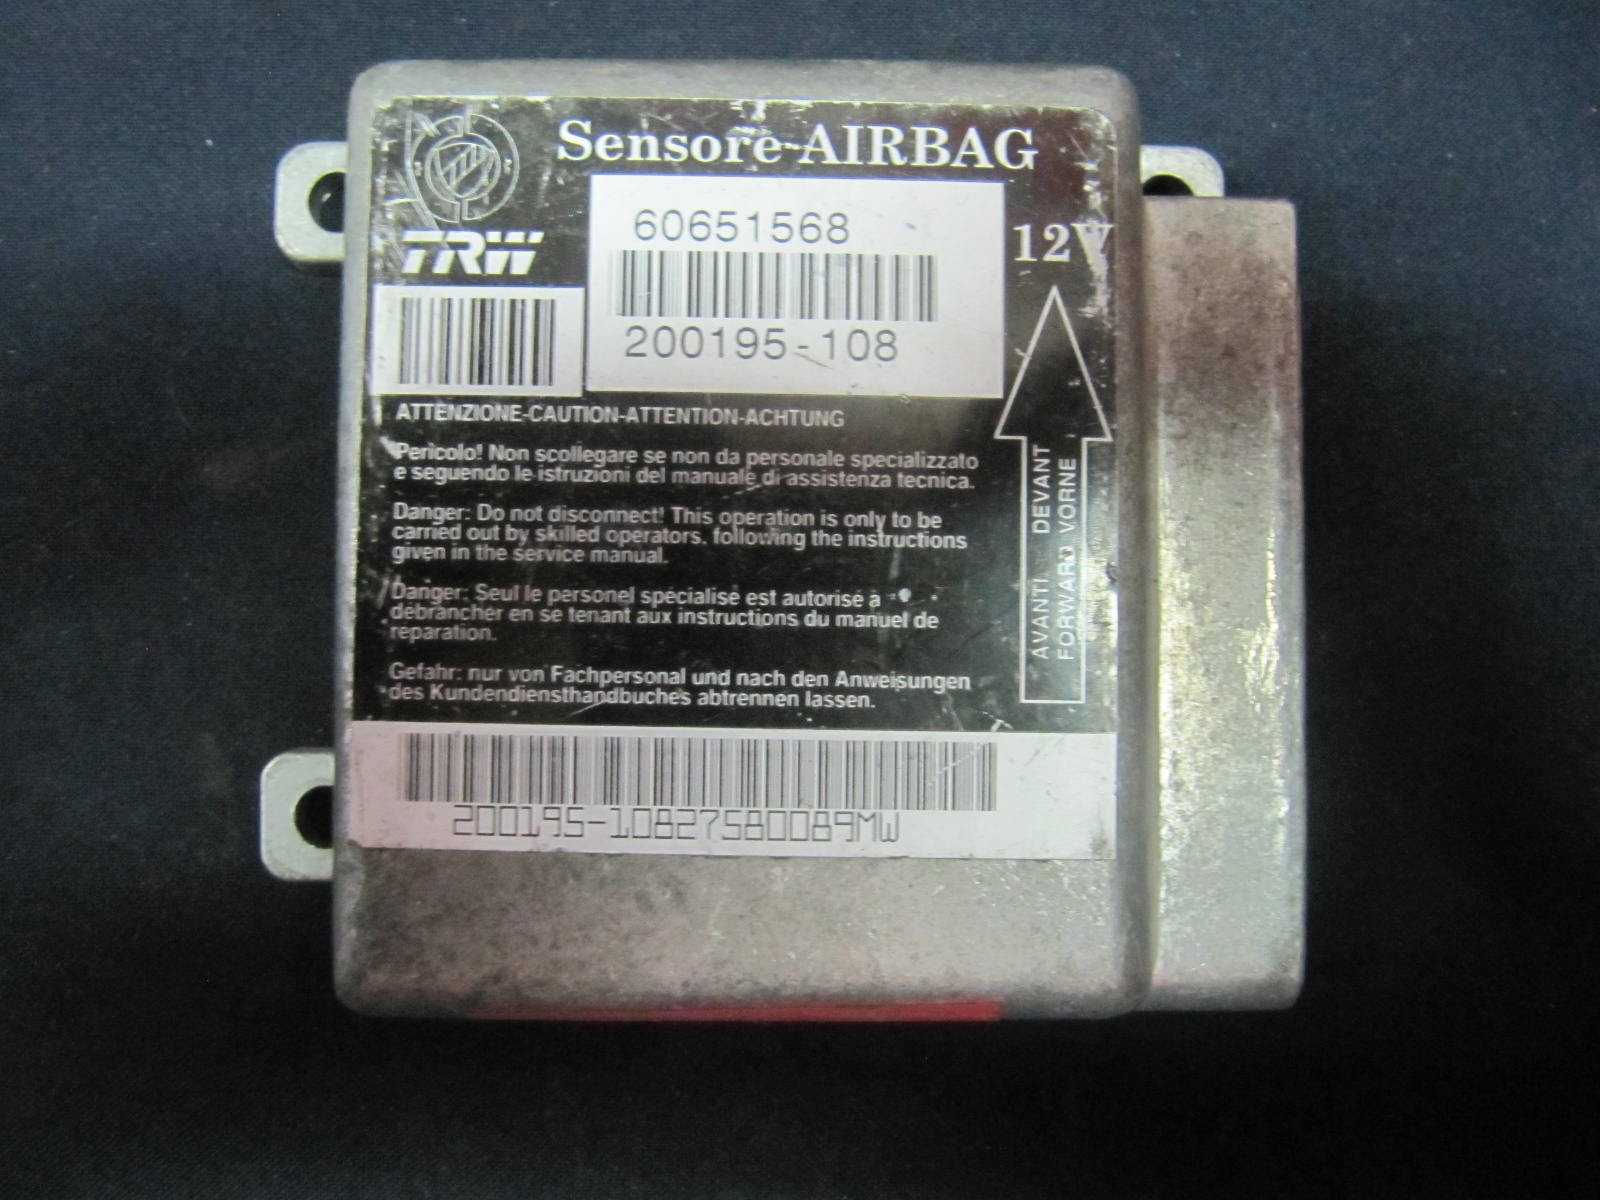 Sensore AIRBAG
TRW
60651568
200195-108
12V
ATTENZIONE-CAUTION-ATTENTION-ACHTUNG
Pericolo! Non scollegare se non da personale specializzato
e seguendo le istruzioni del manuale di assistenza tecnica.
Danger: Do not disconnect! This operation is only to be
carried out by skilled operators, following the instructions
given in the service manual.
Danger: Seul le personel spécialise est autorise a
debrancher en se tenant aux instructions du manuel de
reparation.
Gefahr: nur von Fachpersonal und nach den Anweisungen
des Kundendiensthandbuches abtrennen lassen.
AVANTI DEVANT
FORWARD VORNE
200195-10827580089MW